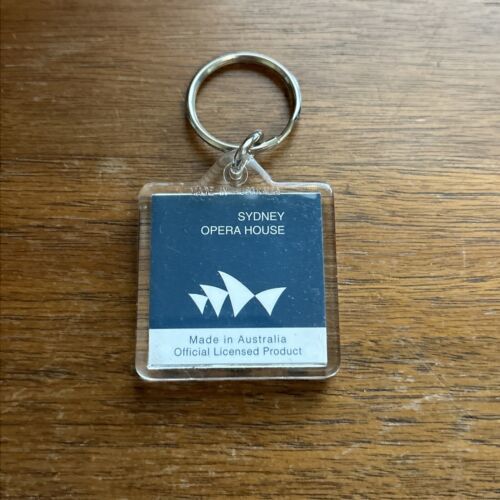 SYDNEY
OPERA HOUSE
Made in Australia
Official Licensed Product